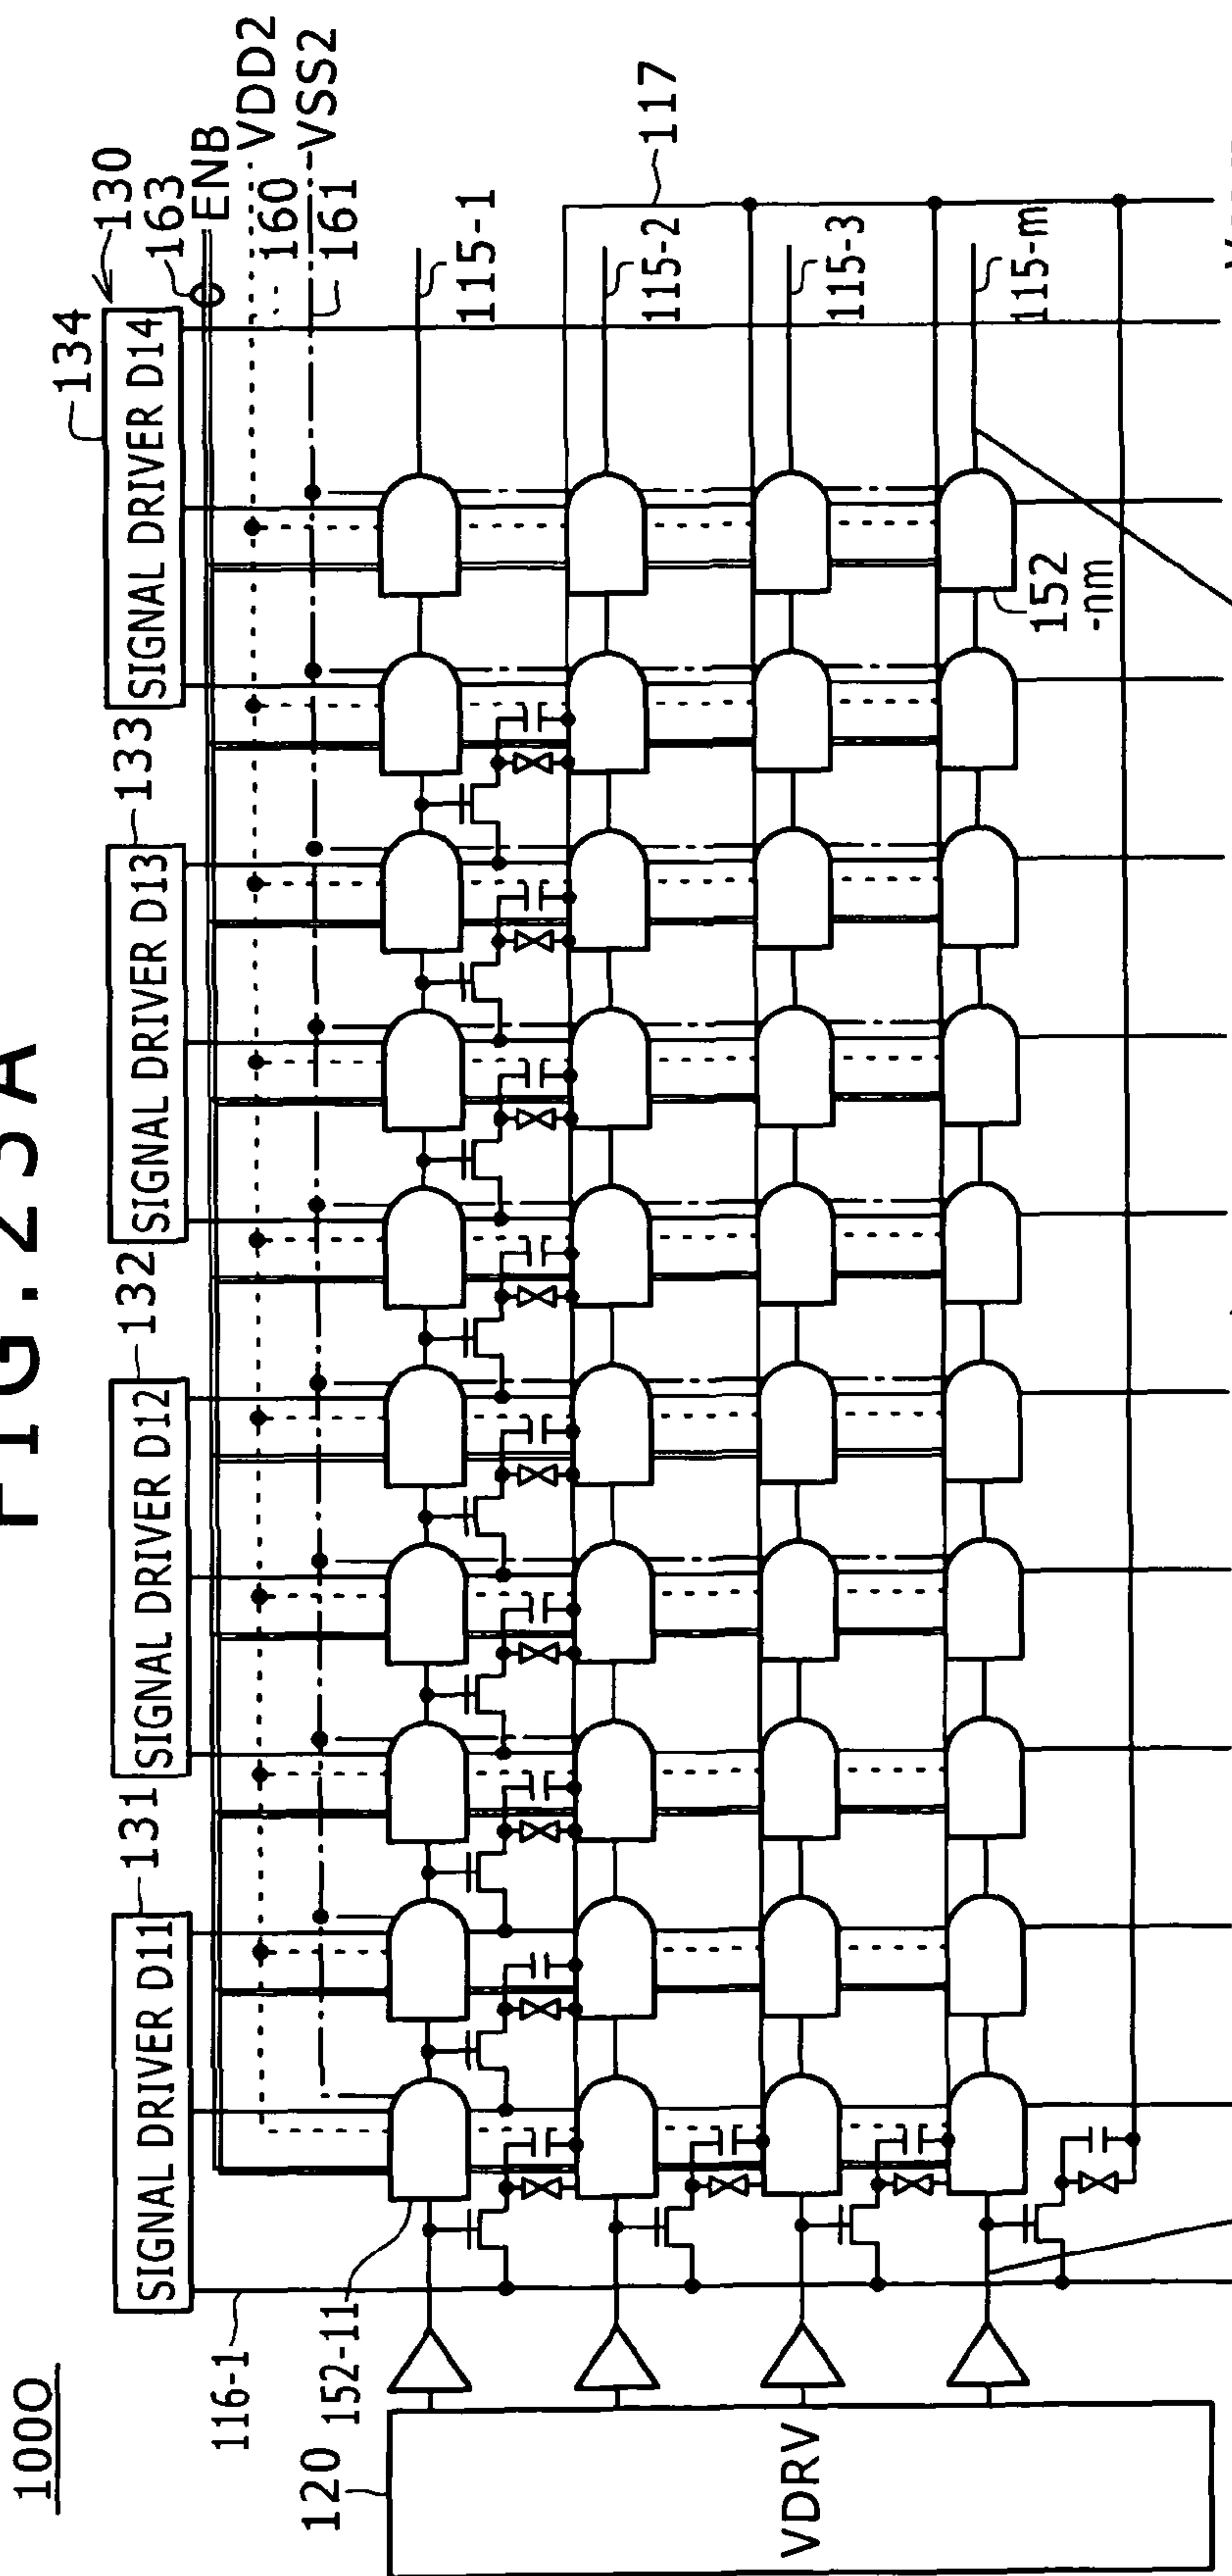 FIG.25A
1000
134
130
163
ENB
VDD2
160
VSS2
161
131
132
133
SIGNAL DRIVER D11
SIGNAL DRIVER D12
SIGNAL DRIVER D13
SIGNAL DRIVER D14
116-1
152-11
115-1
117
115-2
115-3
115-m
152
-nm
120
VDRV